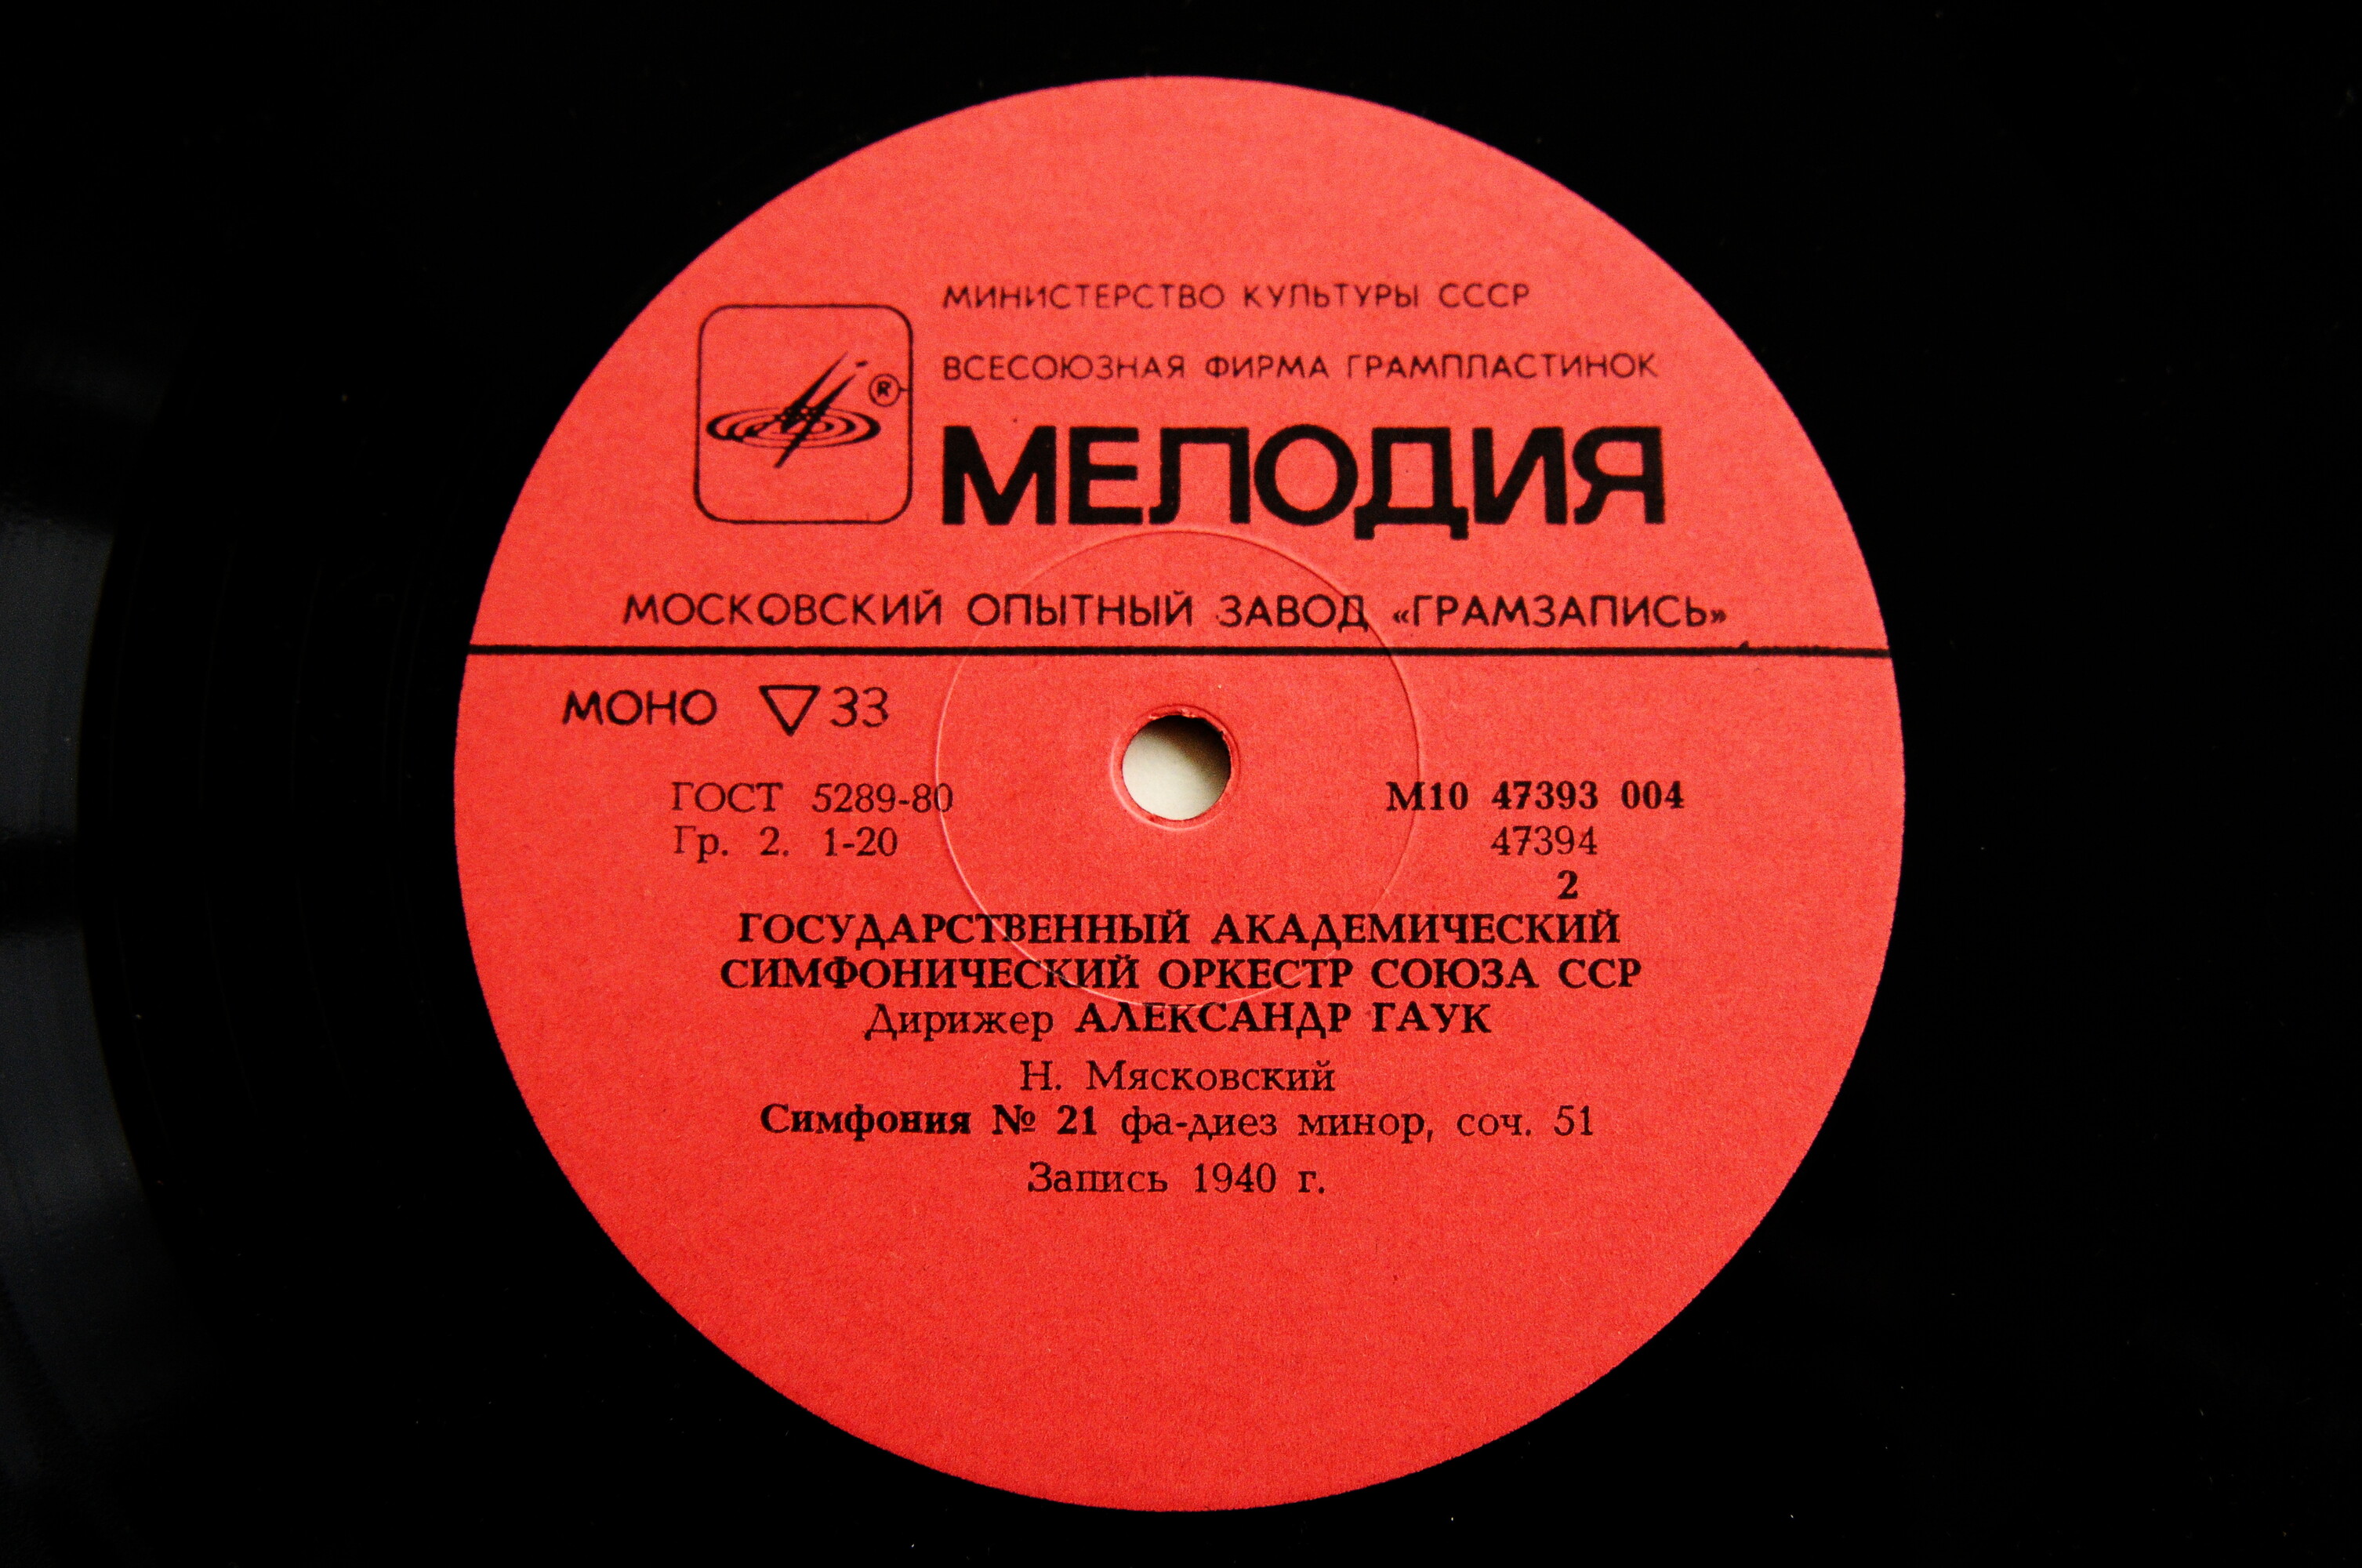 МИНИСТЕРСТВО КУЛЬТУРЫ СССР
ВСЕСОЮЗНАЯ ФИРМА ГРАМПЛАСТИНОК
®
МЕЛОДИЯ
МОСКОВСКИЙ ОПЫТНЫЙ ЗАВОД «ГРАМЗАПИСЬ»
МОНО ▽ 33
ГОСТ 5289-80 М10 47393 004
Гр. 2. 1-20 47394
2
ГОСУДАРСТВЕННЫЙ АКАДЕМИЧЕСКИЙ
СИМФОНИЧЕСКИЙ ОРКЕСТР СОЮЗА ССР
Дирижер АЛЕКСАНДР ГАУК
Н. Мясковский
Симфония № 21 фа-диез минор, соч. 51
Запись 1940 г.